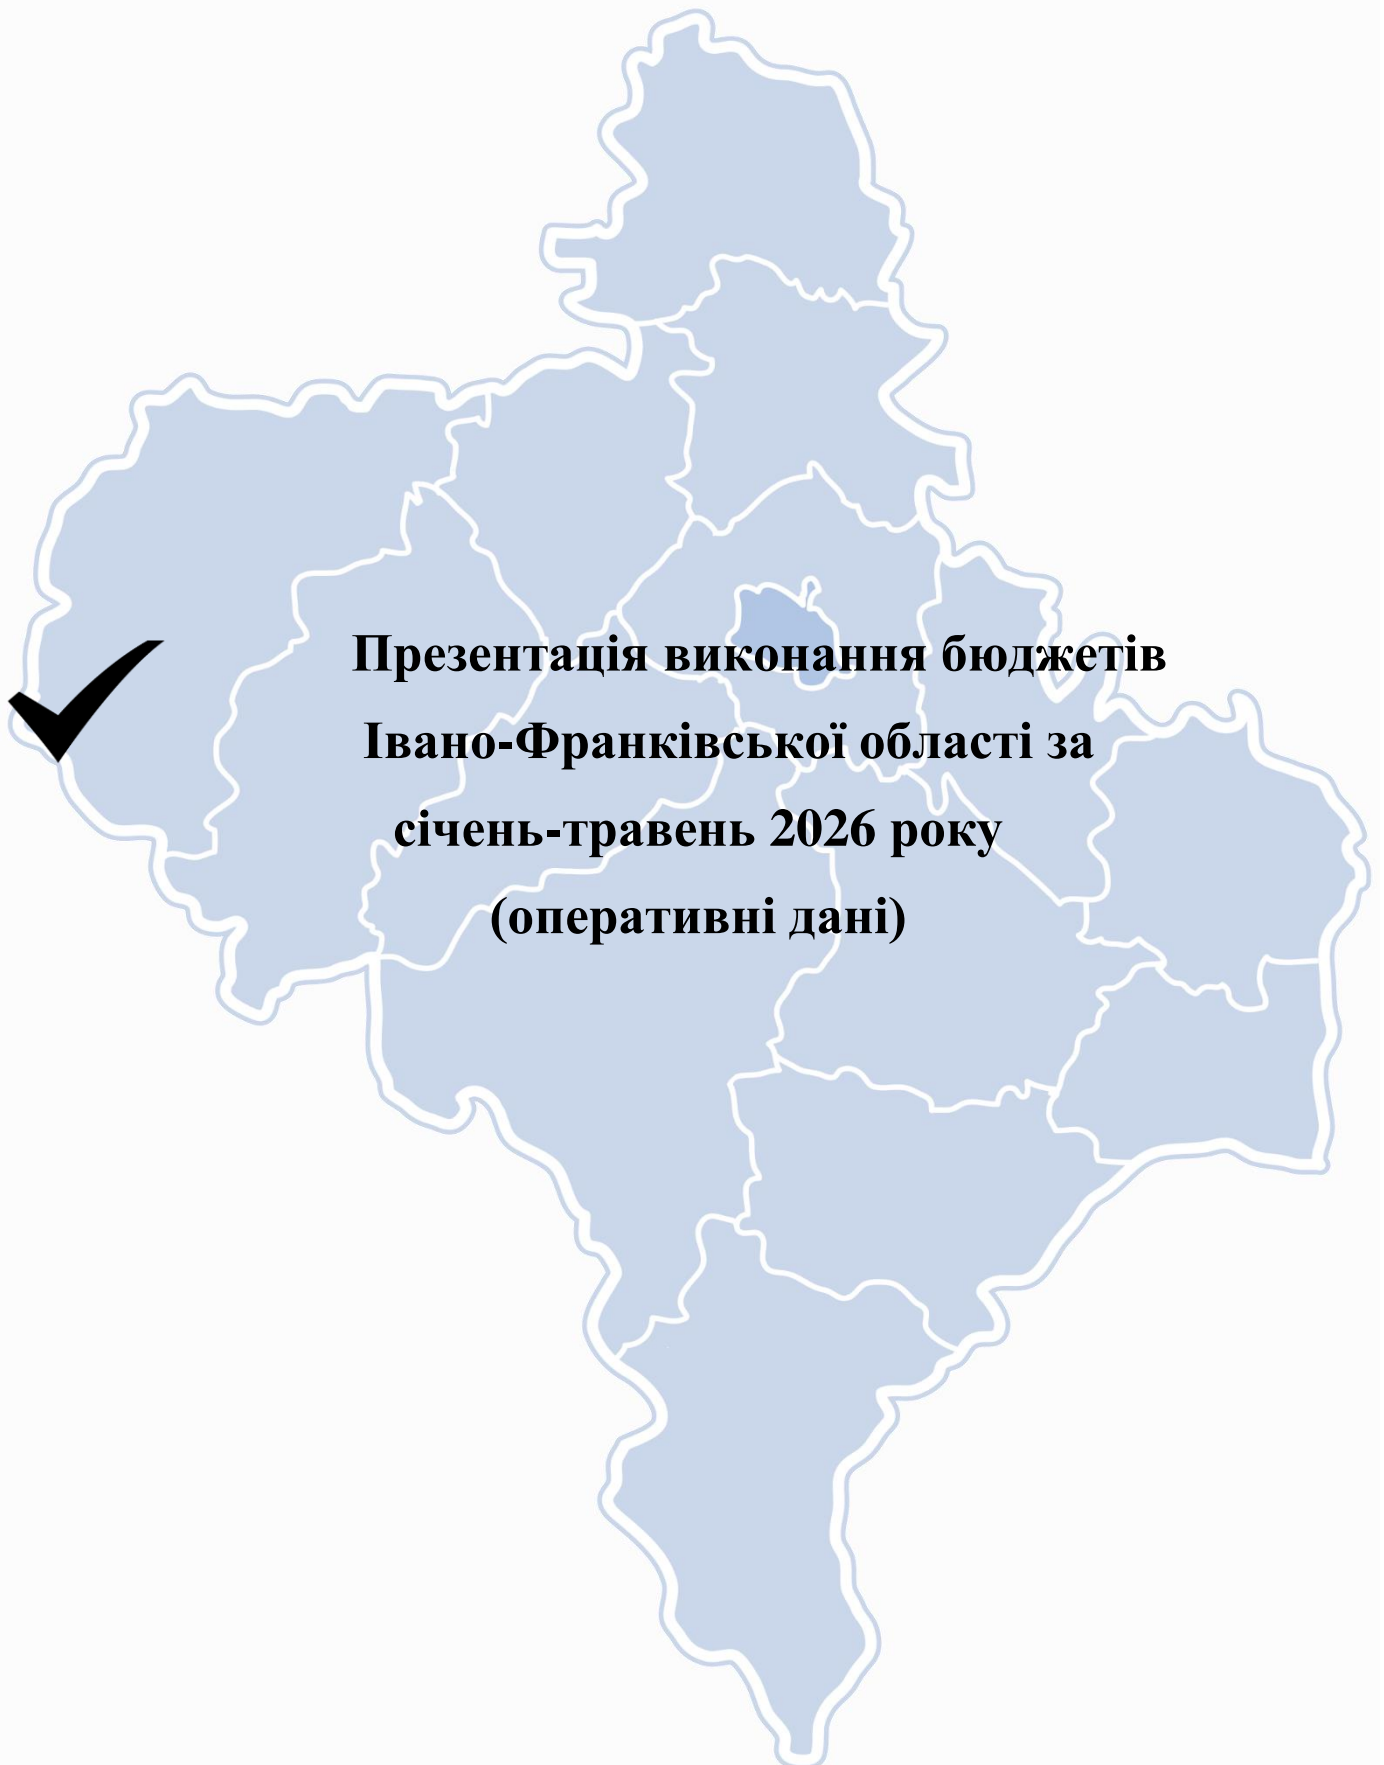 Презентація виконання бюджетів
Івано-Франківської області за
січень-травень 2026 року
(оперативні дані)